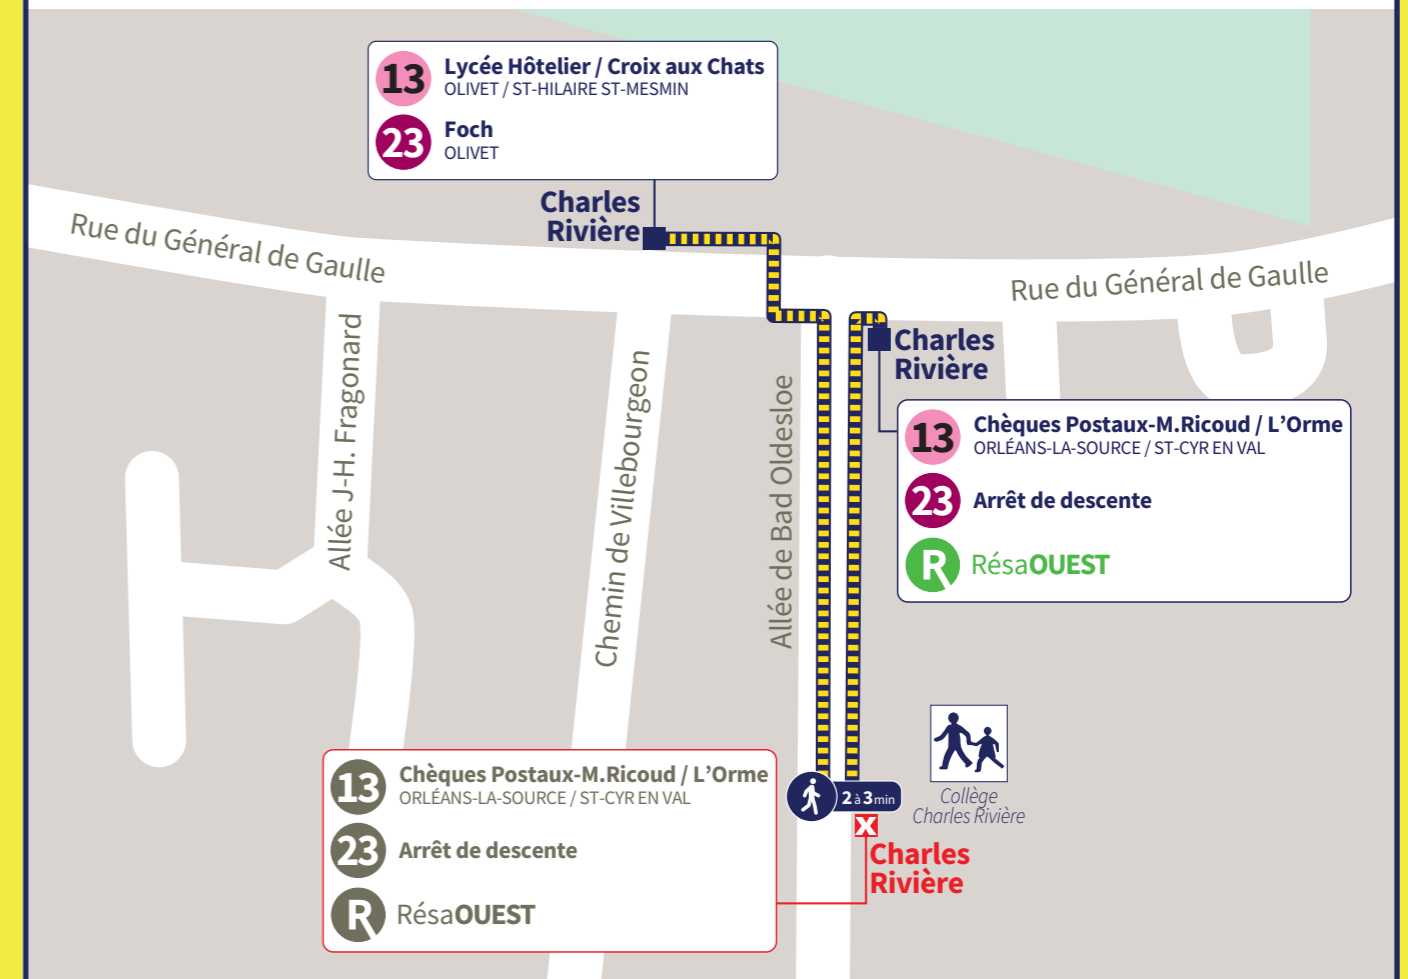 13 Lycée Hôtelier / Croix aux Chats
OLIVET / ST-HILAIRE ST-MESMIN
23 Foch
OLIVET
Charles
Rivière
Rue du Général de Gaulle
Rue du Général de Gaulle
Charles
Rivière
13 Chèques Postaux-M.Ricoud / L'Orme
ORLÉANS-LA-SOURCE / ST-CYR EN VAL
23 Arrêt de descente
R RésaOUEST
Allée J-H. Fragonard
Chemin de Villebourgeon
Allée de Bad Oldesloe
13 Chèques Postaux-M.Ricoud / L'Orme
ORLÉANS-LA-SOURCE / ST-CYR EN VAL
23 Arrêt de descente
R RésaOUEST
2 à 3 min
Collège
Charles Rivière
X
Charles
Rivière